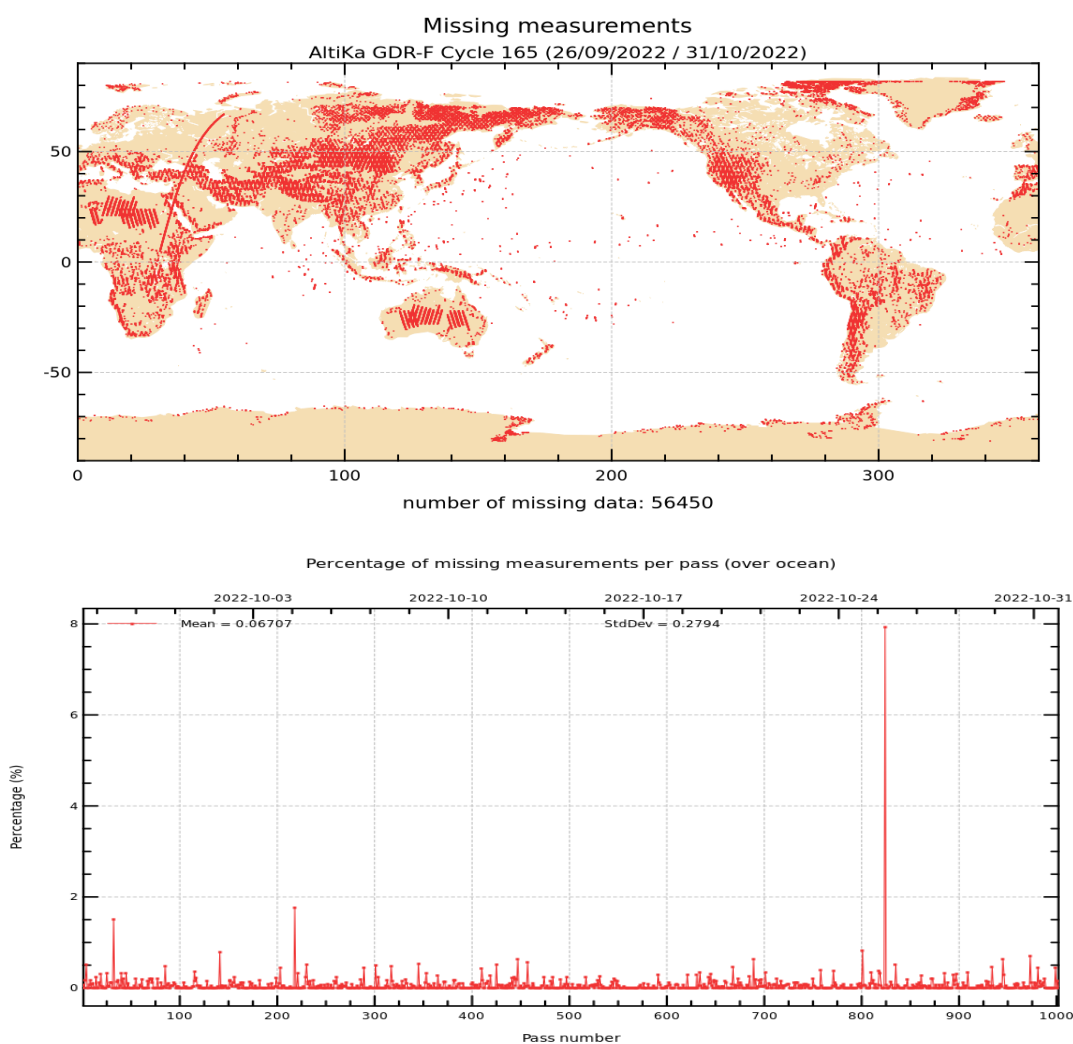 Missing measurements
AltiKa GDR-F Cycle 165 (26/09/2022 / 31/10/2022)
50
0
-50
0 100 200 300
number of missing data: 56450
Percentage of missing measurements per pass (over ocean)
2022-10-03 2022-10-10 2022-10-17 2022-10-24 2022-10-31
Mean = 0.06707 StdDev = 0.2794
8
6
4
2
0
Percentage (%)
100 200 300 400 500 600 700 800 900 1000
Pass number